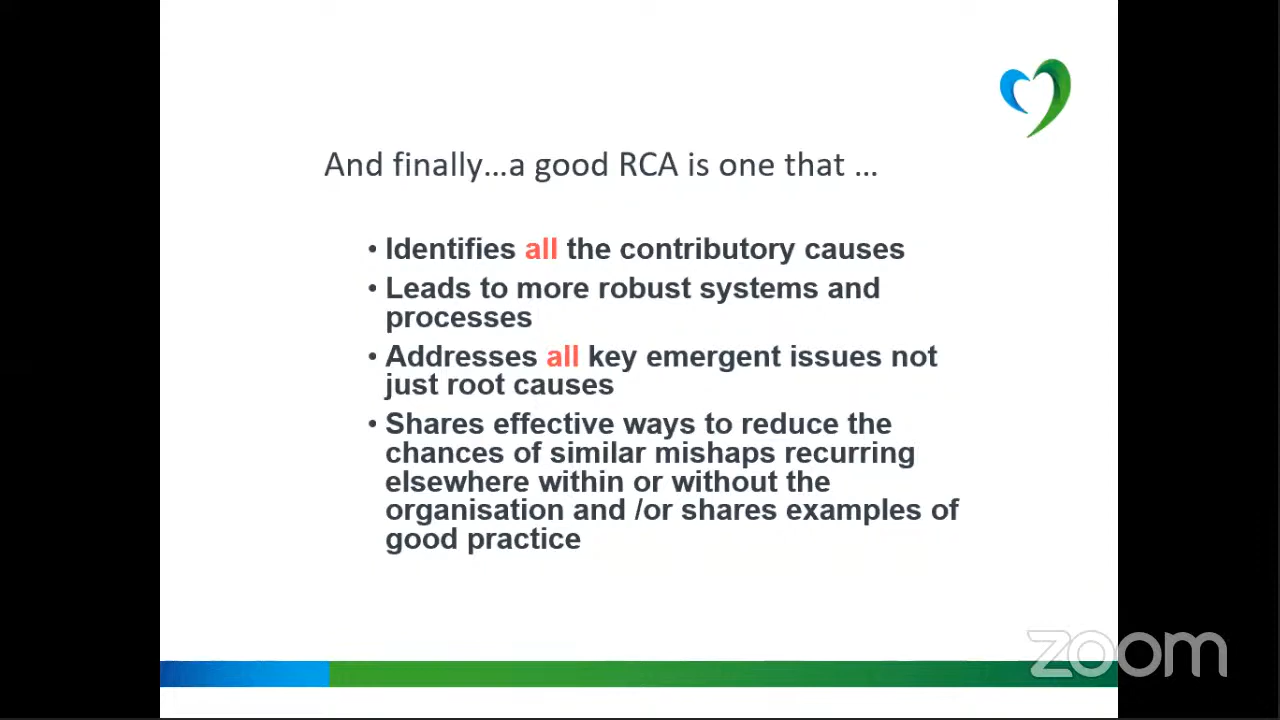 And finally…a good RCA is one that …
• Identifies all the contributory causes
• Leads to more robust systems and
processes
• Addresses all key emergent issues not
just root causes
• Shares effective ways to reduce the
chances of similar mishaps recurring
elsewhere within or without the
organisation and /or shares examples of
good practice
zoom